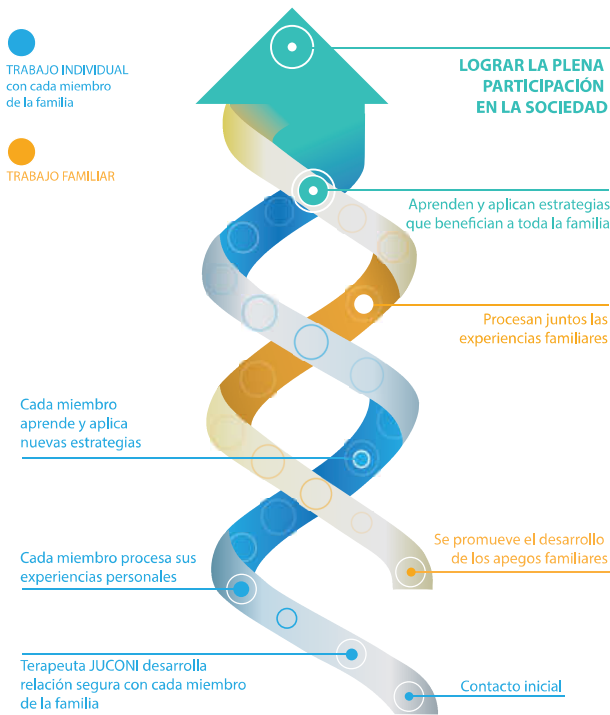 TRABAJO INDIVIDUAL
con cada miembro
de la familia
TRABAJO FAMILIAR
LOGRAR LA PLENA
PARTICIPACIÓN
EN LA SOCIEDAD
Aprenden y aplican estrategias
que benefician a toda la familia
Procesan juntos las
experiencias familiares
Cada miembro
aprende y aplica
nuevas estrategias
Se promueve el desarrollo
de los apegos familiares
Cada miembro procesa sus
experiencias personales
Terapeuta JUCONI desarrolla
relación segura con cada miembro
de la familia
Contacto inicial